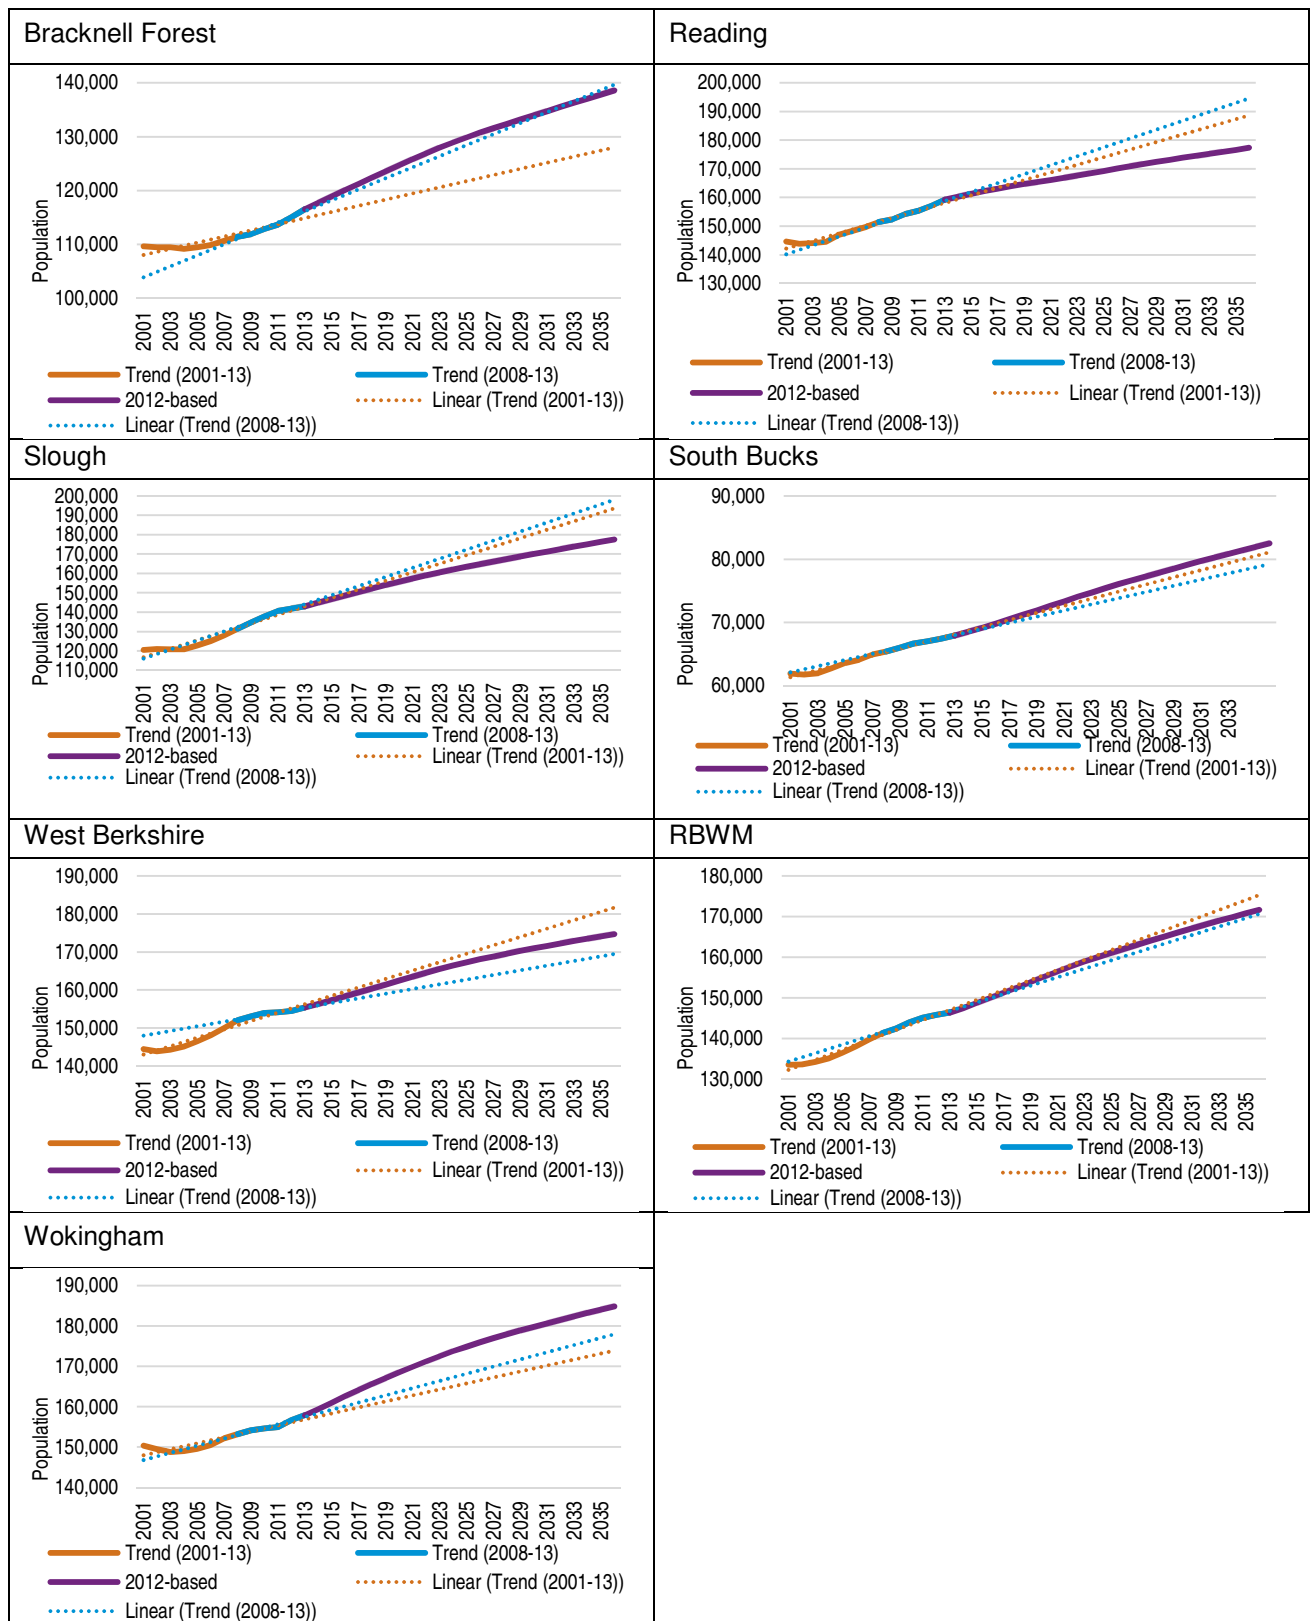 Bracknell Forest
Reading
140,000
130,000
120,000
110,000
100,000
Population
2001 2003 2005 2007 2009 2011 2013 2015 2017 2019 2021 2023 2025 2027 2029 2031 2033 2035
Trend (2001-13) Trend (2008-13)
2012-based Linear (Trend (2001-13))
Linear (Trend (2008-13))
200,000
190,000
180,000
170,000
160,000
150,000
140,000
130,000
Population
2001 2003 2005 2007 2009 2011 2013 2015 2017 2019 2021 2023 2025 2027 2029 2031 2033 2035
Trend (2001-13) Trend (2008-13)
2012-based Linear (Trend (2001-13))
Linear (Trend (2008-13))
Slough
South Bucks
200,000
190,000
180,000
170,000
160,000
150,000
140,000
130,000
120,000
110,000
Population
2001 2003 2005 2007 2009 2011 2013 2015 2017 2019 2021 2023 2025 2027 2029 2031 2033 2035
Trend (2001-13) Trend (2008-13)
2012-based Linear (Trend (2001-13))
Linear (Trend (2008-13))
90,000
80,000
70,000
60,000
Population
2001 2003 2005 2007 2009 2011 2013 2015 2017 2019 2021 2023 2025 2027 2029 2031 2033
Trend (2001-13) Trend (2008-13)
2012-based Linear (Trend (2001-13))
Linear (Trend (2008-13))
West Berkshire
RBWM
190,000
180,000
170,000
160,000
150,000
140,000
Population
2001 2003 2005 2007 2009 2011 2013 2015 2017 2019 2021 2023 2025 2027 2029 2031 2033 2035
Trend (2001-13) Trend (2008-13)
2012-based Linear (Trend (2001-13))
Linear (Trend (2008-13))
180,000
170,000
160,000
150,000
140,000
130,000
Population
2001 2003 2005 2007 2009 2011 2013 2015 2017 2019 2021 2023 2025 2027 2029 2031 2033 2035
Trend (2001-13) Trend (2008-13)
2012-based Linear (Trend (2001-13))
Linear (Trend (2008-13))
Wokingham
190,000
180,000
170,000
160,000
150,000
140,000
Population
2001 2003 2005 2007 2009 2011 2013 2015 2017 2019 2021 2023 2025 2027 2029 2031 2033 2035
Trend (2001-13) Trend (2008-13)
2012-based Linear (Trend (2001-13))
Linear (Trend (2008-13))